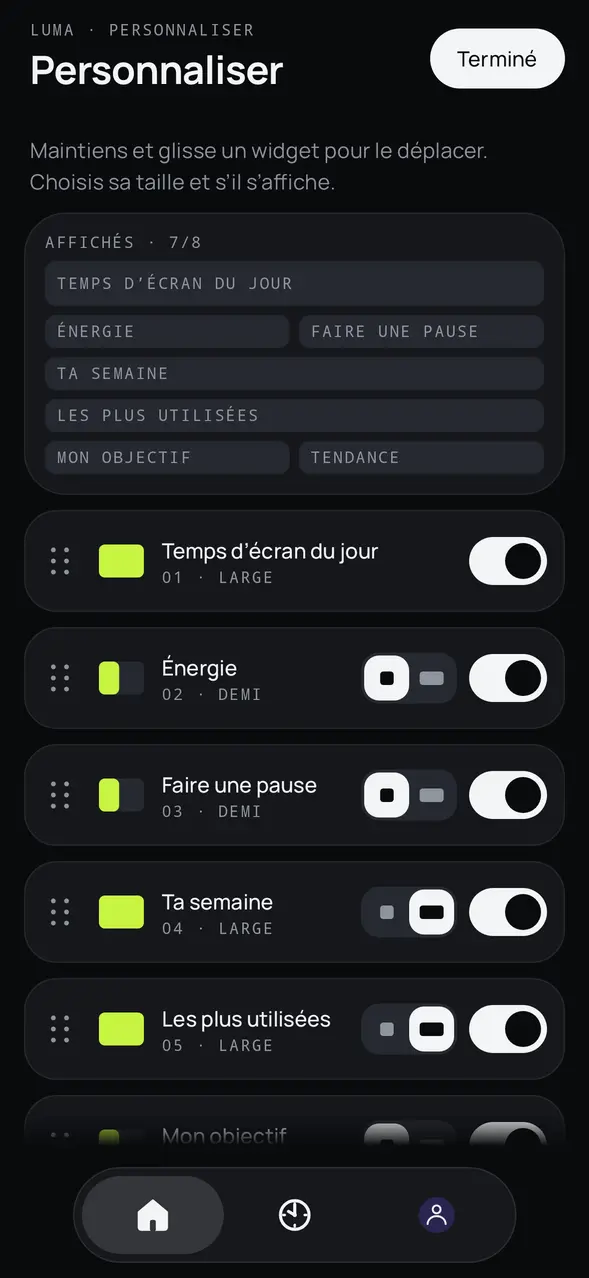 LUMA · PERSONNALISER
Personnaliser
Terminé
Maintiens et glisse un widget pour le déplacer.
Choisis sa taille et s’il s’affiche.
AFFICHÉS · 7/8
TEMPS D’ÉCRAN DU JOUR
ÉNERGIE
FAIRE UNE PAUSE
TA SEMAINE
LES PLUS UTILISÉES
MON OBJECTIF
TENDANCE
Temps d’écran du jour
01 · LARGE
Énergie
02 · DEMI
Faire une pause
03 · DEMI
Ta semaine
04 · LARGE
Les plus utilisées
05 · LARGE
Mon objectif